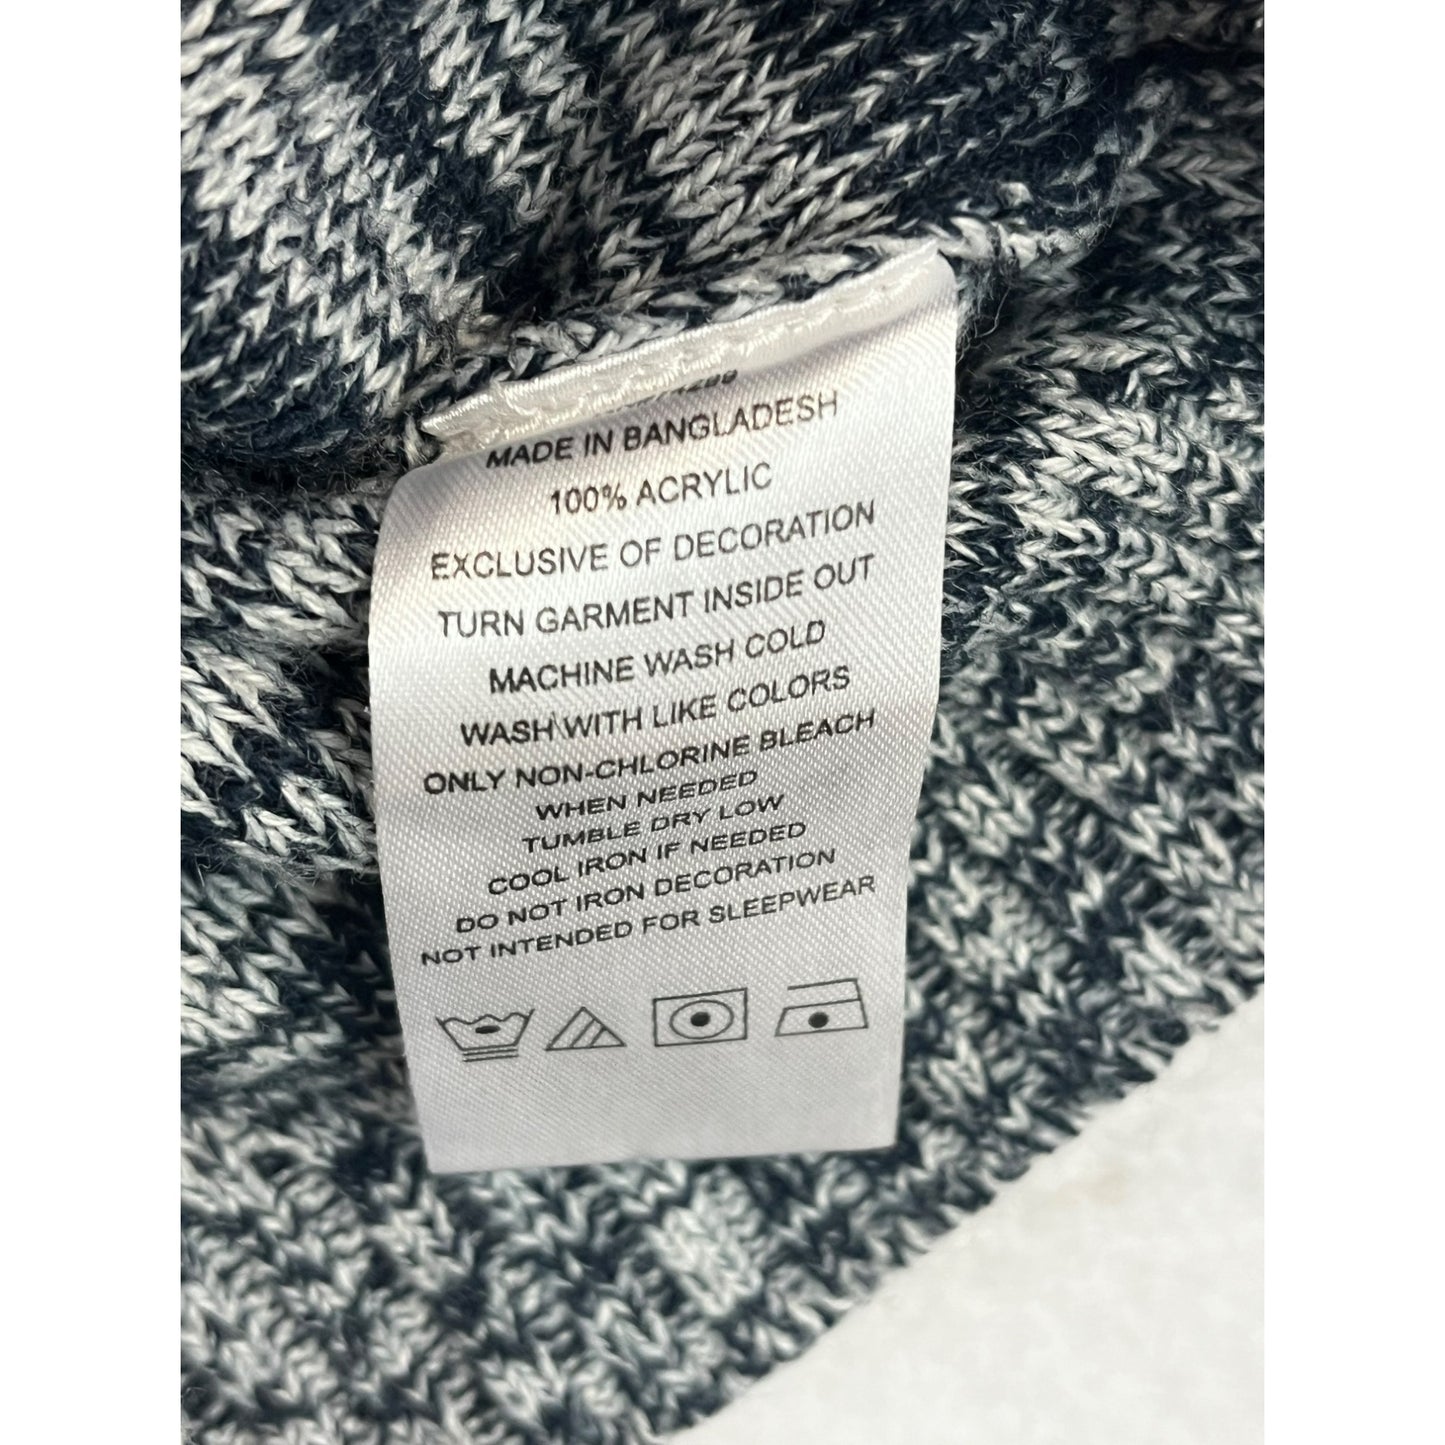 MADE IN BANGLADESH
100% ACRYLIC
EXCLUSIVE OF DECORATION
TURN GARMENT INSIDE OUT
MACHINE WASH COLD
WASH WITH LIKE COLORS
ONLY NON-CHLORINE BLEACH
WHEN NEEDED
TUMBLE DRY LOW
COOL IRON IF NEEDED
DO NOT IRON DECORATION
NOT INTENDED FOR SLEEPWEAR